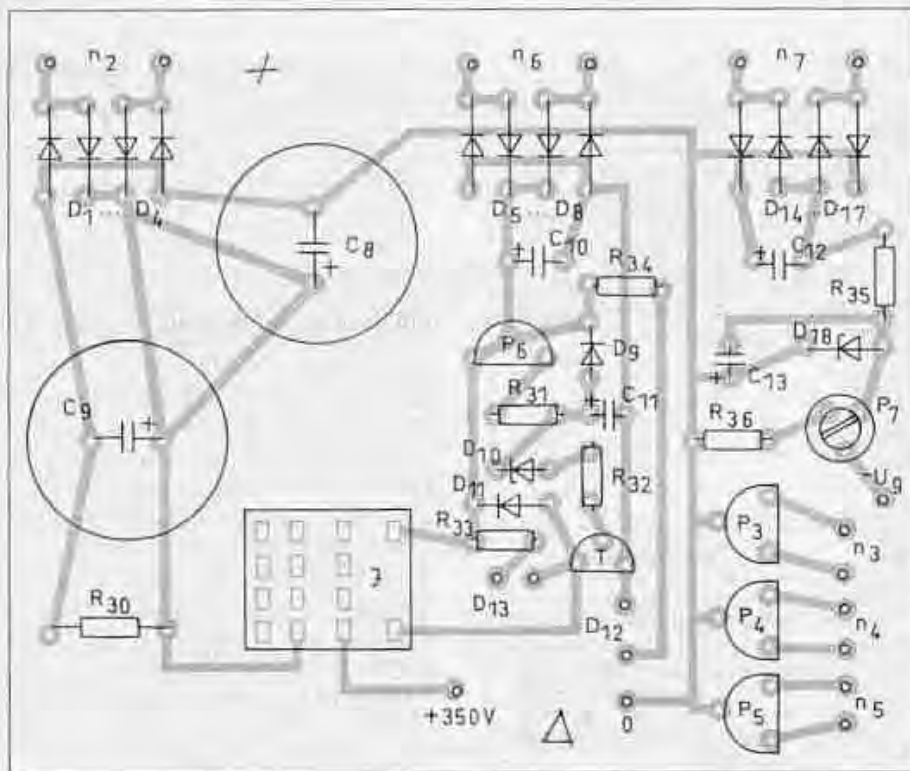 n2
n6
n7
D1...D4
D5...D8
D14...D17
C8
C10
C12
R34
R35
P6
D9
D18
C13
C9
R31
C11
R36
P7
D10
R32
-U9
D11
R33
P3
n3
T
R30
D13
D12
P4
n4
+350V
0
P5
n5